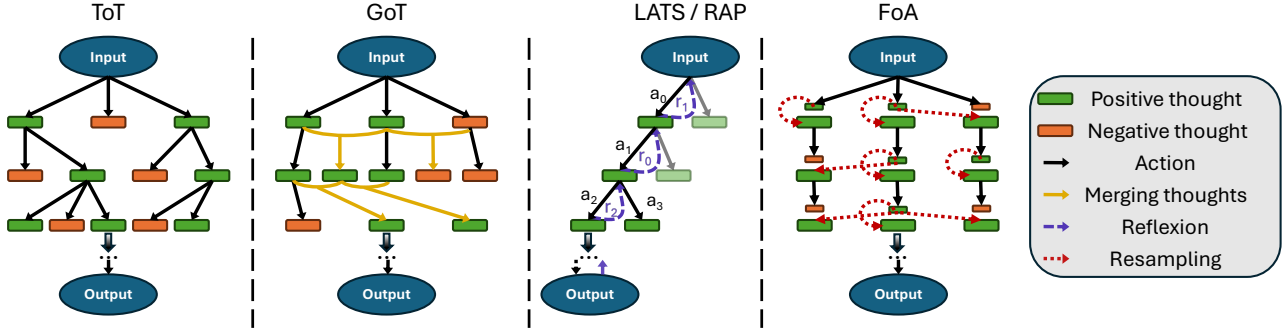 ToT
GoT
LATS / RAP
FoA
Input
Input
Input
Input
a0
r1
a1
r0
a2
r2
a3
Output
Output
Output
Output
Positive thought
Negative thought
Action
Merging thoughts
Reflexion
Resampling